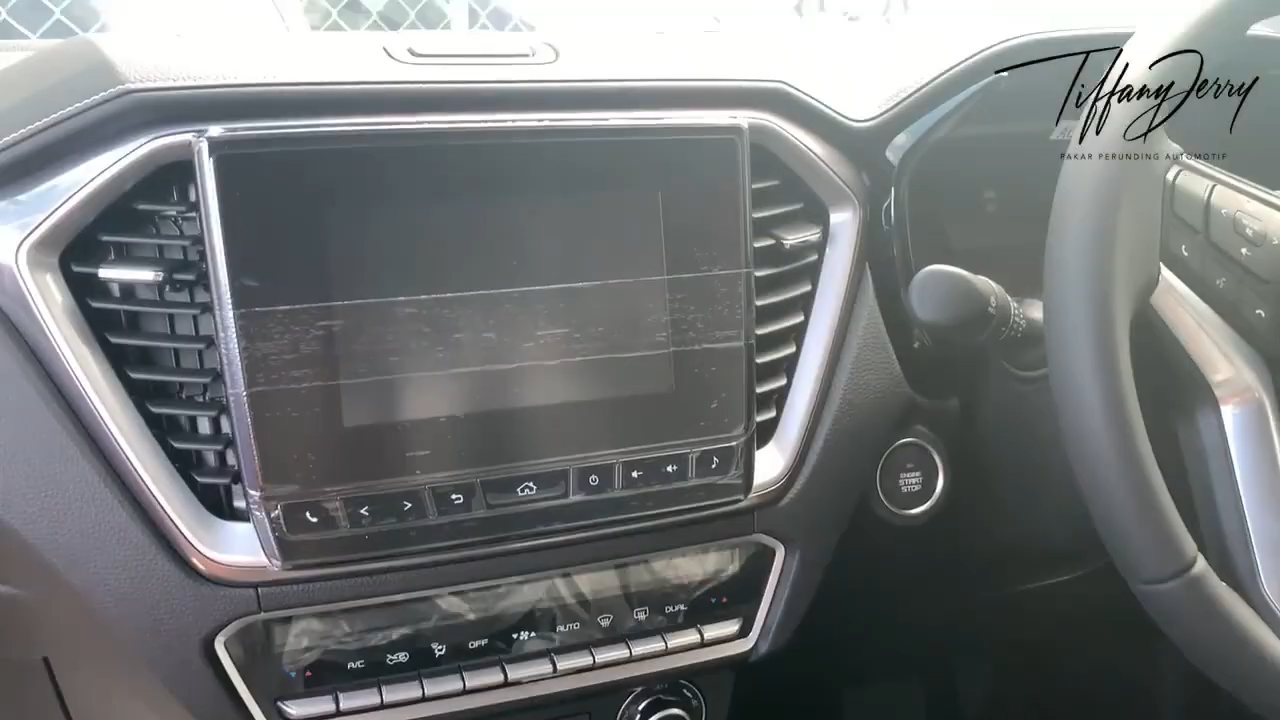 TiffanyJerry
PAKAR PERUNDING AUTOMOTIF
ENGINE
START
STOP
A/C
OFF
AUTO
DUAL